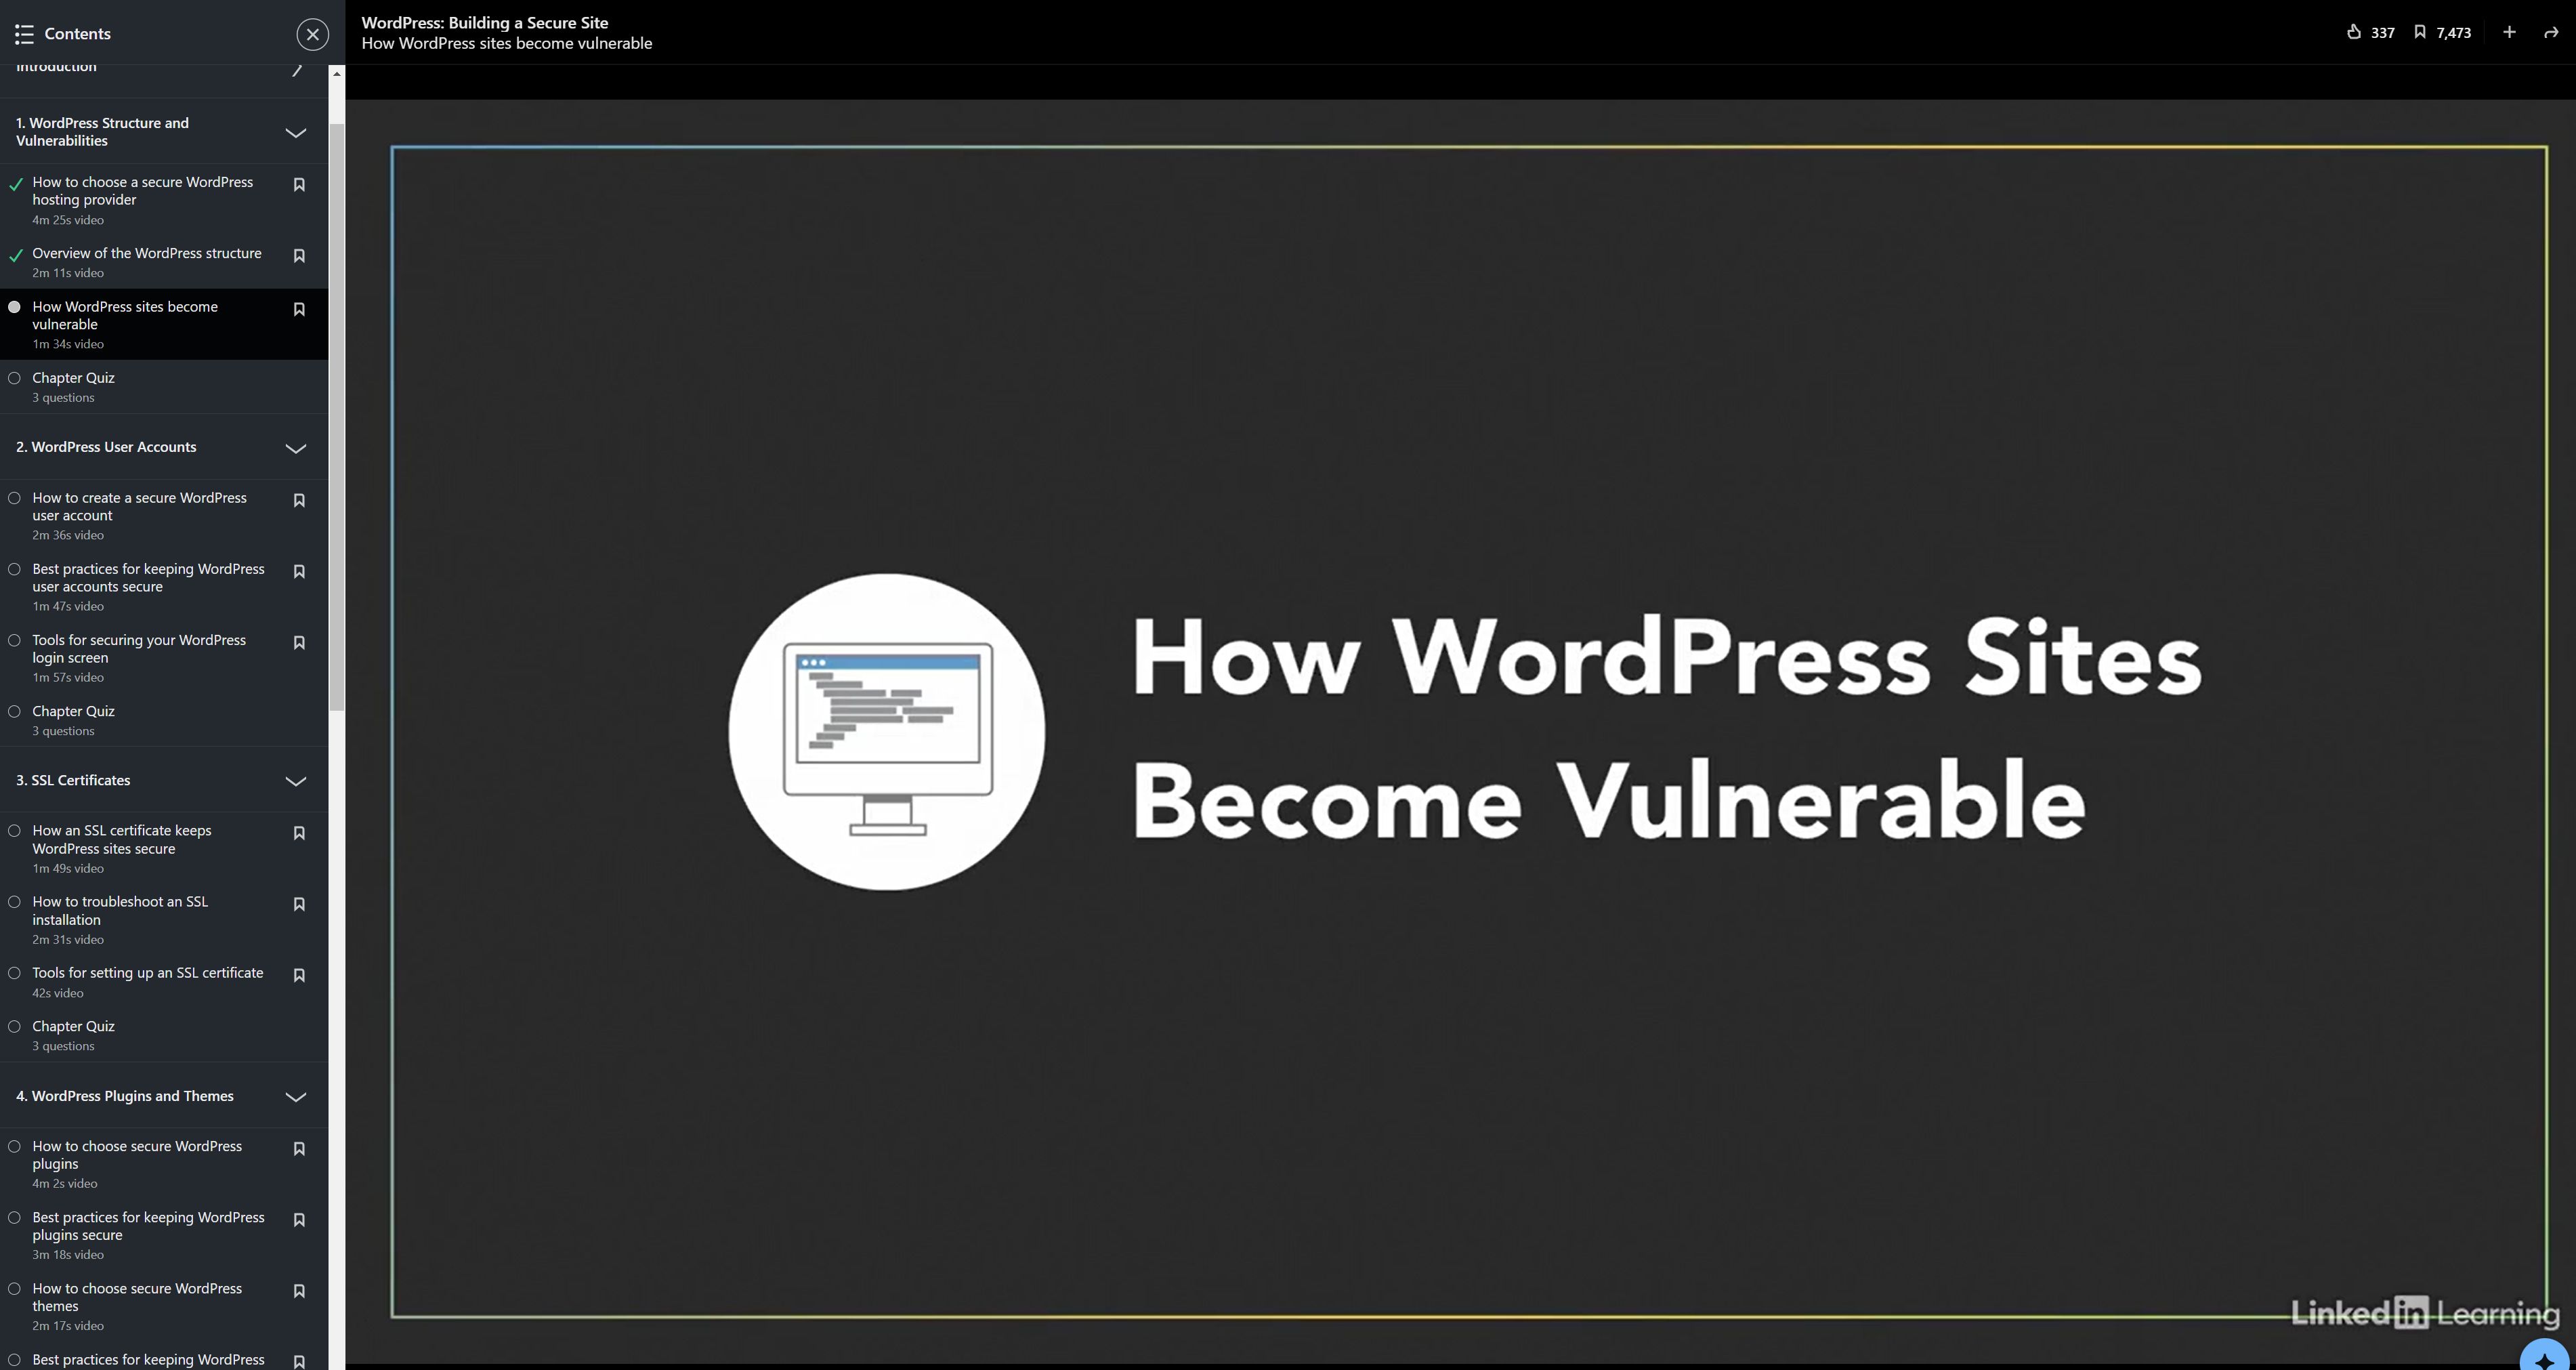 Contents
Introduction
1. WordPress Structure and
Vulnerabilities
How to choose a secure WordPress
hosting provider
4m 25s video
Overview of the WordPress structure
2m 11s video
How WordPress sites become
vulnerable
1m 34s video
Chapter Quiz
3 questions
2. WordPress User Accounts
How to create a secure WordPress
user account
2m 36s video
Best practices for keeping WordPress
user accounts secure
1m 47s video
Tools for securing your WordPress
login screen
1m 57s video
Chapter Quiz
3 questions
3. SSL Certificates
How an SSL certificate keeps
WordPress sites secure
1m 49s video
How to troubleshoot an SSL
installation
2m 31s video
Tools for setting up an SSL certificate
42s video
Chapter Quiz
3 questions
4. WordPress Plugins and Themes
How to choose secure WordPress
plugins
4m 2s video
Best practices for keeping WordPress
plugins secure
3m 18s video
How to choose secure WordPress
themes
2m 17s video
Best practices for keeping WordPress
WordPress: Building a Secure Site
How WordPress sites become vulnerable
337 7,473
How WordPress Sites
Become Vulnerable
Linked in Learning